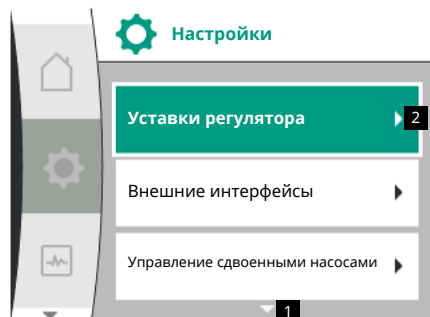 Настройки
Уставки регулятора
2
Внешние интерфейсы
Управление сдвоенными насосами
1